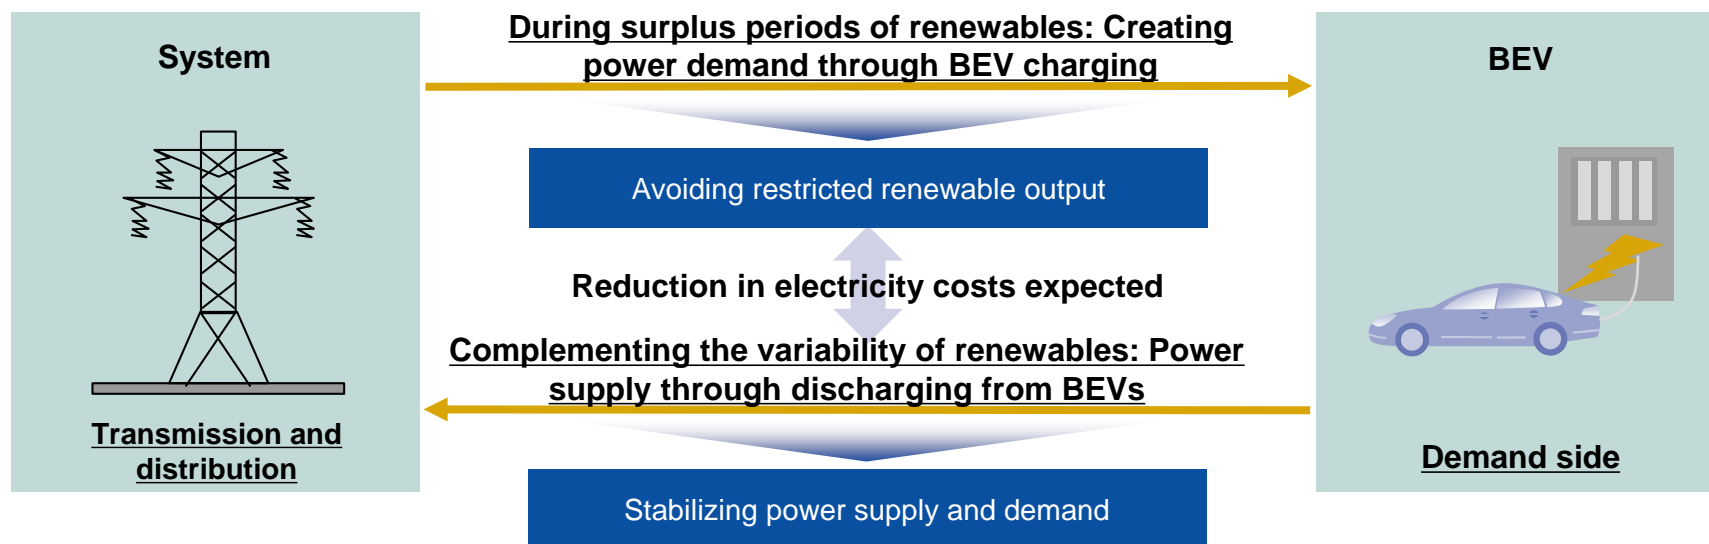 System
Transmission and
distribution
During surplus periods of renewables: Creating
power demand through BEV charging
Avoiding restricted renewable output
Reduction in electricity costs expected
Complementing the variability of renewables: Power
supply through discharging from BEVs
Stabilizing power supply and demand
BEV
Demand side